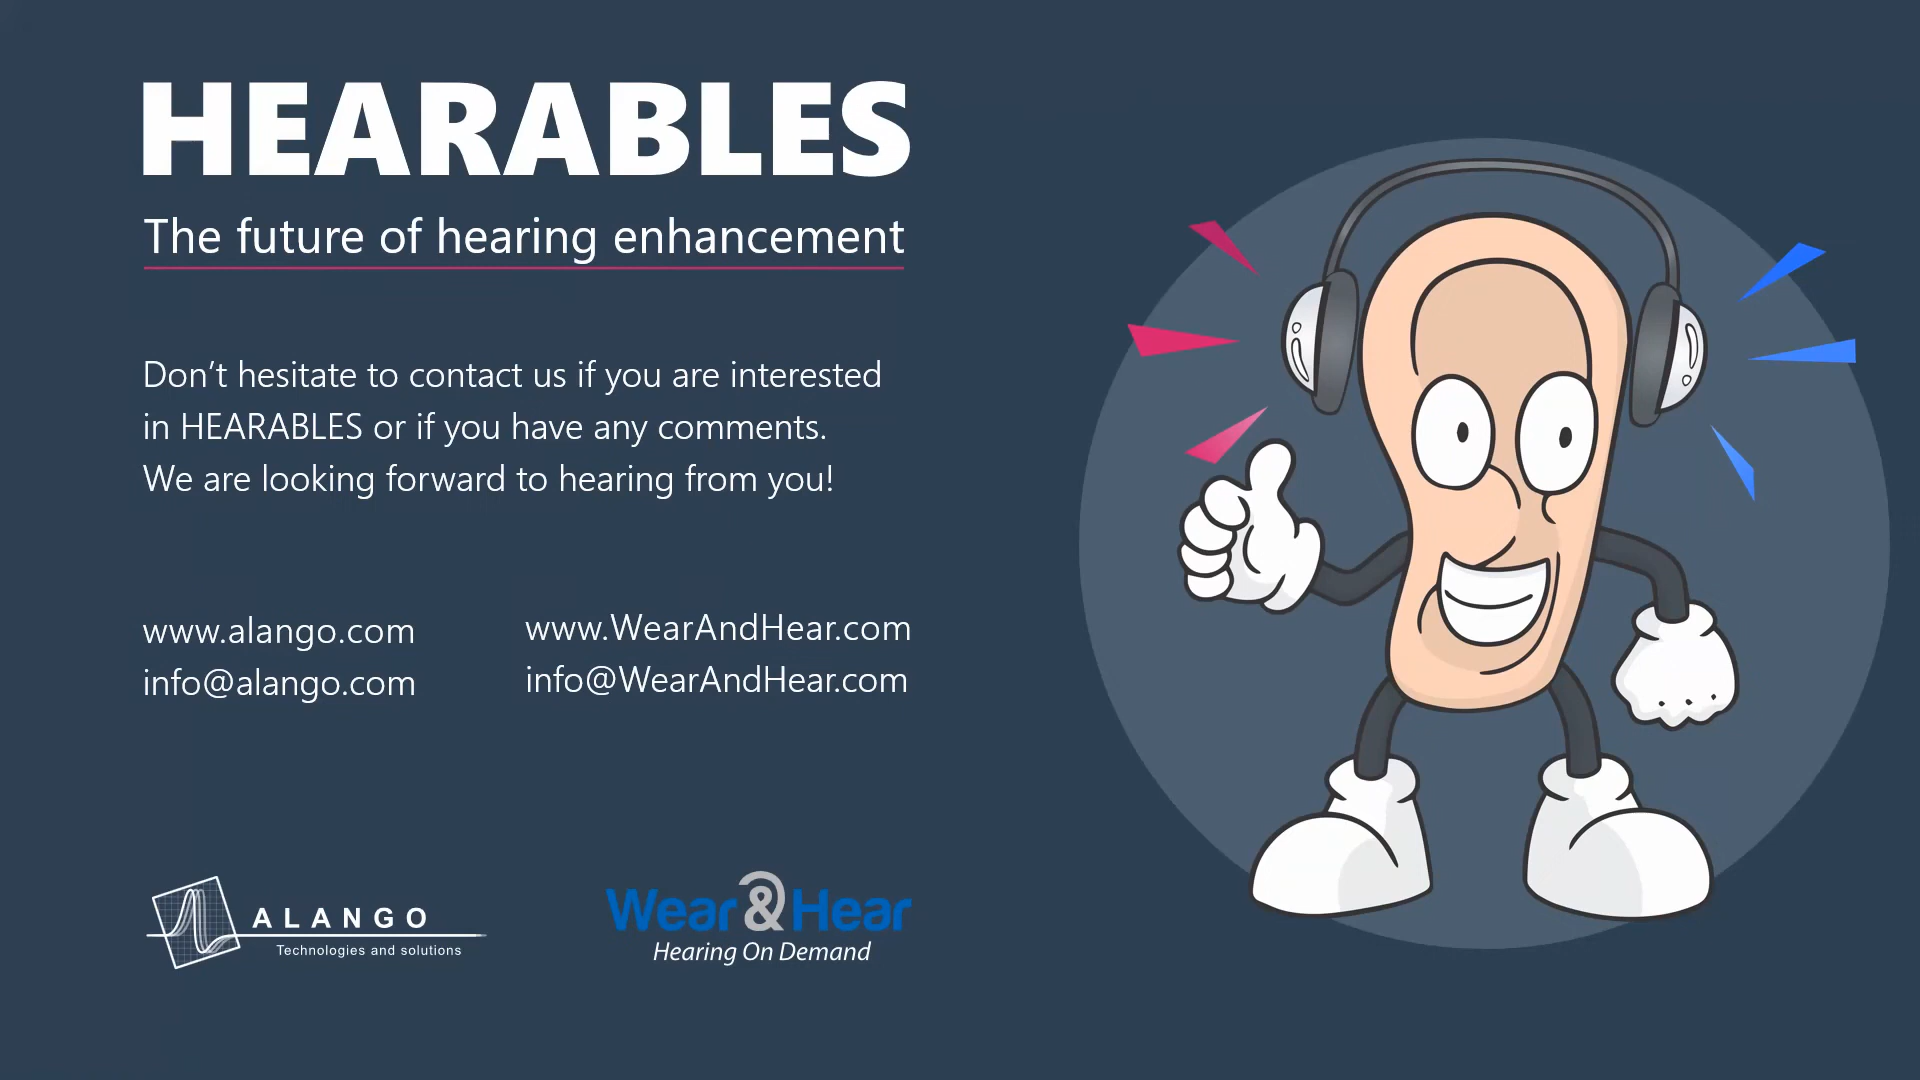 HEARABLES
The future of hearing enhancement
Don’t hesitate to contact us if you are interested
in HEARABLES or if you have any comments.
We are looking forward to hearing from you!
www.alango.com
info@alango.com
www.WearAndHear.com
info@WearAndHear.com
ALANGO
Technologies and solutions
Wear&Hear
Hearing On Demand